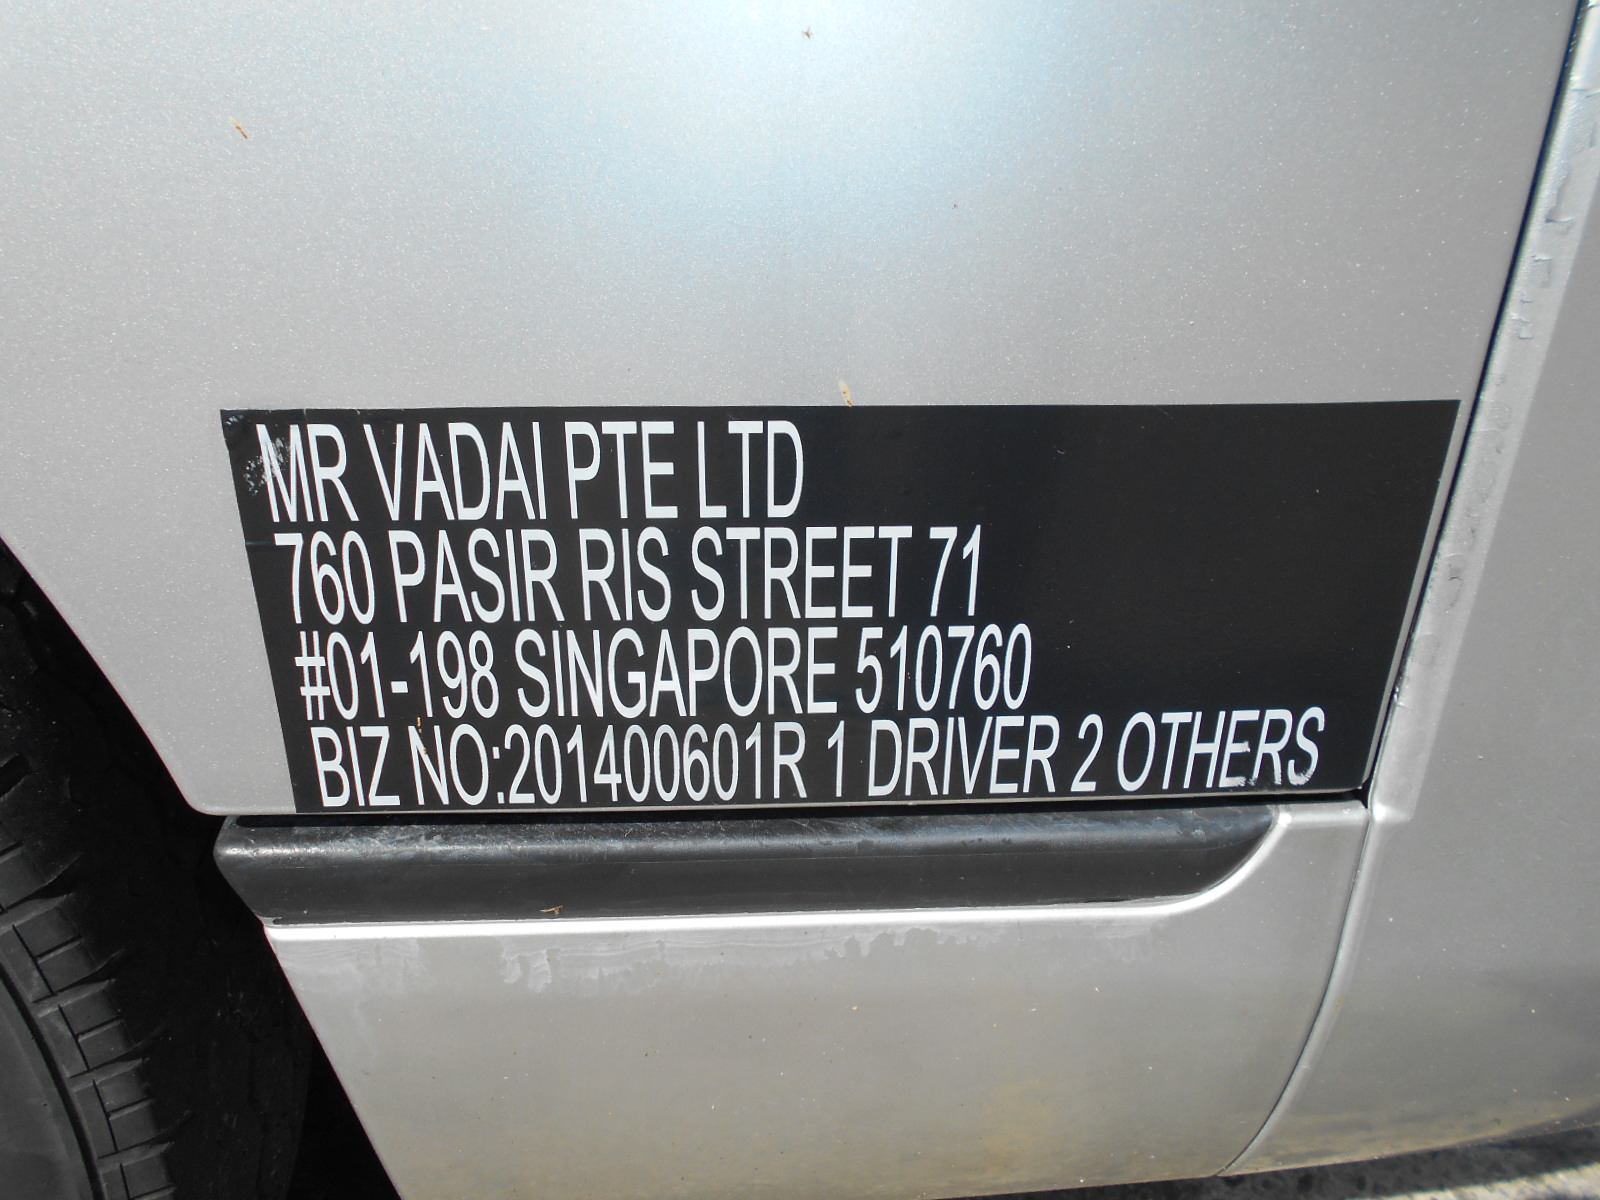 MR VADAI PTE LTD
760 PASIR RIS STREET 71
#01-198 SINGAPORE 510760
BIZ NO:201400601R 1 DRIVER 2 OTHERS